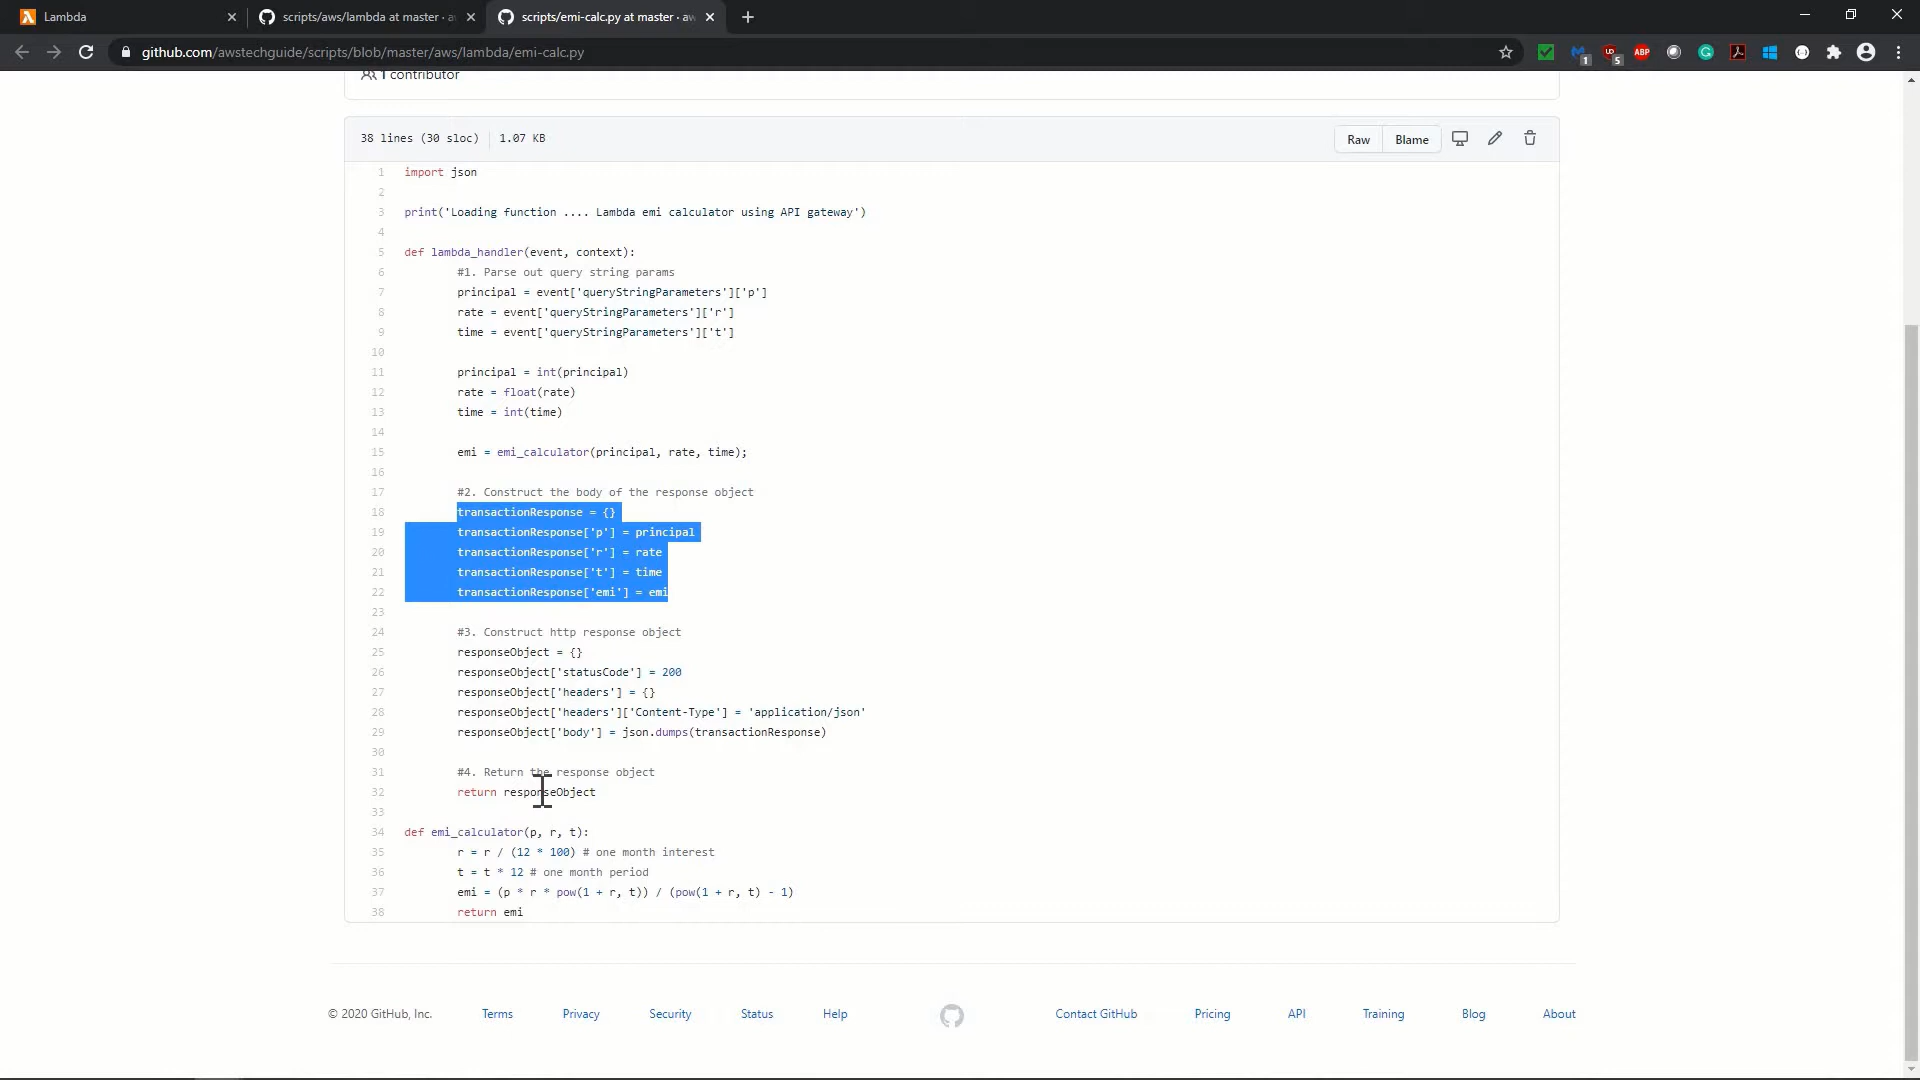 Lambda
scripts/aws/lambda at master · a
scripts/emi-calc.py at master · aw
github.com/awstechguide/scripts/blob/master/aws/lambda/emi-calc.py
1
5
ABP
1 contributor
38 lines (30 sloc) 1.07 KB
Raw Blame
1 import json
2
3 print('Loading function .... Lambda emi calculator using API gateway')
4
5 def lambda_handler(event, context):
6 #1. Parse out query string params
7 principal = event['queryStringParameters']['p']
8 rate = event['queryStringParameters']['r']
9 time = event['queryStringParameters']['t']
10
11 principal = int(principal)
12 rate = float(rate)
13 time = int(time)
14
15 emi = emi_calculator(principal, rate, time);
16
17 #2. Construct the body of the response object
18 transactionResponse = {}
19 transactionResponse['p'] = principal
20 transactionResponse['r'] = rate
21 transactionResponse['t'] = time
22 transactionResponse['emi'] = emi
23
24 #3. Construct http response object
25 responseObject = {}
26 responseObject['statusCode'] = 200
27 responseObject['headers'] = {}
28 responseObject['headers']['Content-Type'] = 'application/json'
29 responseObject['body'] = json.dumps(transactionResponse)
30
31 #4. Return the response object
32 return responseObject
33
34 def emi_calculator(p, r, t):
35 r = r / (12 * 100) # one month interest
36 t = t * 12 # one month period
37 emi = (p * r * pow(1 + r, t)) / (pow(1 + r, t) - 1)
38 return emi
© 2020 GitHub, Inc. Terms Privacy Security Status Help Contact GitHub Pricing API Training Blog About